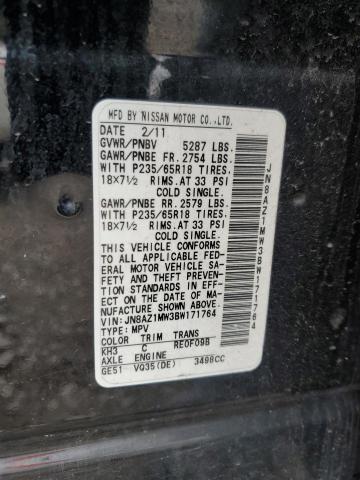 MFD BY NISSAN MOTOR CO.,LTD.
DATE 2/11
GVWR/PNBV 5287 LBS.
GAWR/PNBE FR. 2754 LBS.
WITH P235/65R18 TIRES,
18×7½ RIMS.AT 33 PSI
COLD SINGLE.
GAWR/PNBE RR. 2579 LBS.
WITH P235/65R18 TIRES,
18×7½ RIMS.AT 33 PSI
COLD SINGLE.
THIS VEHICLE CONFORMS
TO ALL APPLICABLE FED-
ERAL MOTOR VEHICLE SA-
FETY AND THEFT PREVEN-
TION STANDARDS IN EFF-
ECT ON THE DATE OF MA-
NUFACTURE SHOWN ABOVE.
VIN: JN8AZ1MW3BW171764
TYPE: MPV
COLOR TRIM TRANS
KH3 C RE0F09B
AXLE ENGINE
GE51 VQ35(DE) 3498CC
JN8AZ1MW3BW171764